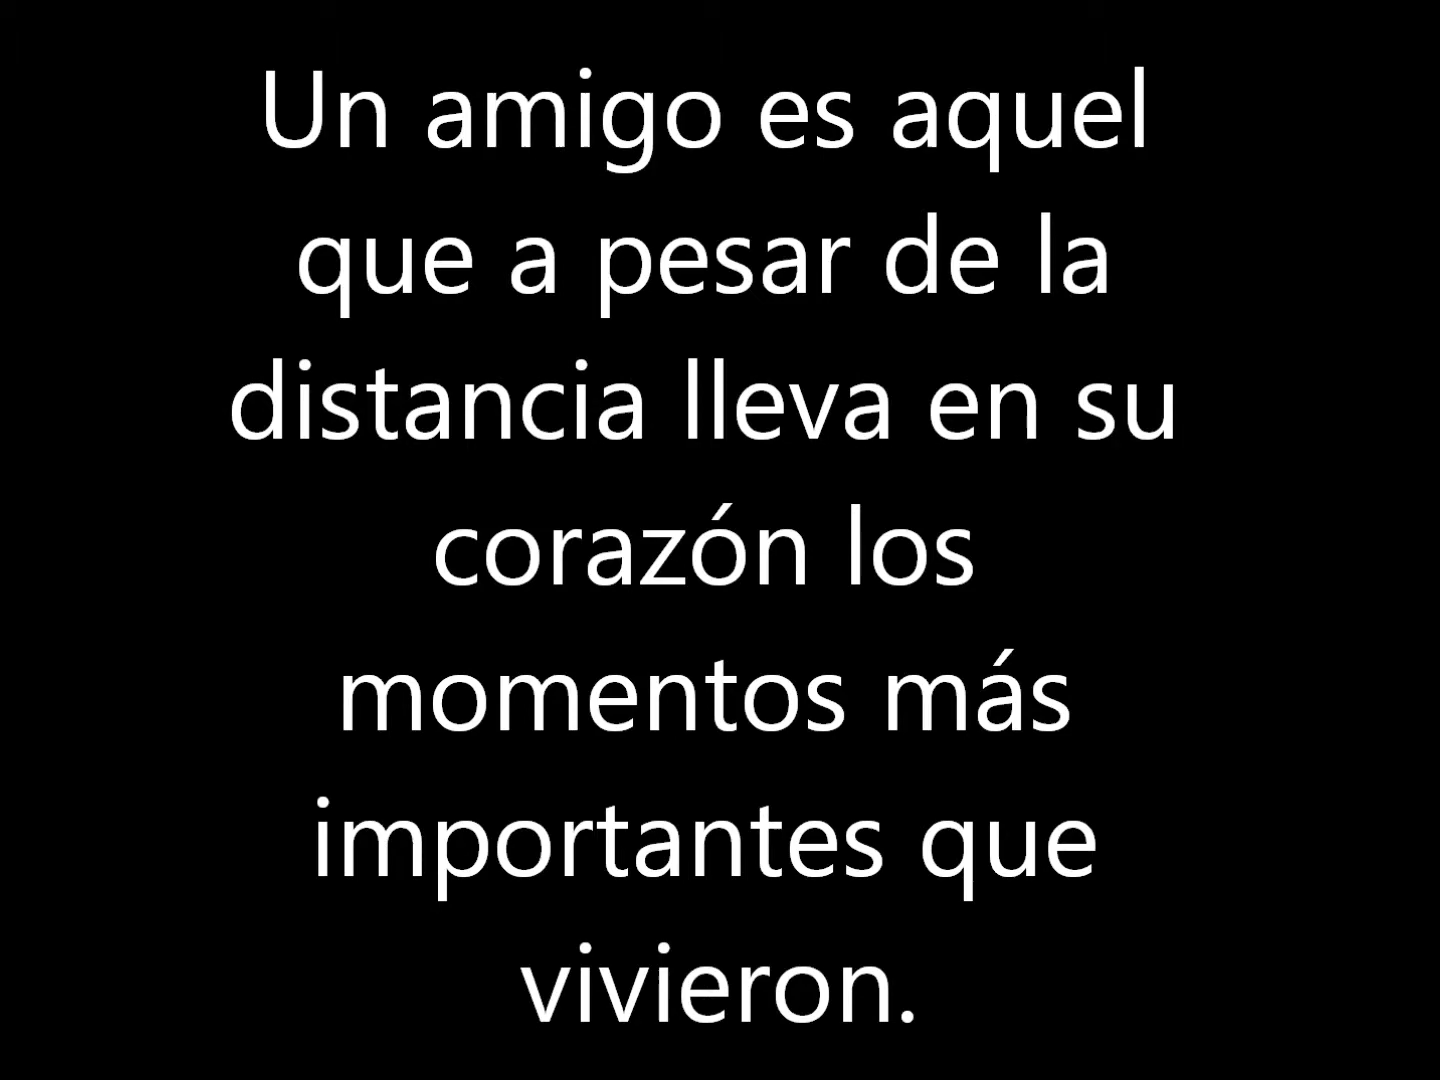 Un amigo es aquel
que a pesar de la
distancia lleva en su
corazón los
momentos más
importantes que
vivieron.